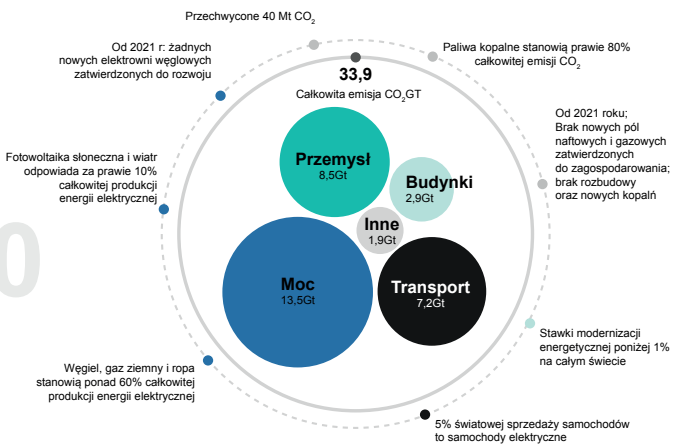 Przechwycone 40 Mt CO₂
Od 2021 r: żadnych
nowych elektrowni węglowych
zatwierdzonych do rozwoju
Paliwa kopalne stanowią prawie 80%
całkowitej emisji CO₂
33,9
Całkowita emisja CO₂GT
Od 2021 roku;
Brak nowych pól
naftowych i gazowych
zatwierdzonych
do zagospodarowania;
brak rozbudowy
oraz nowych kopalń
Fotowoltaika słoneczna i wiatr
odpowiada za prawie 10%
całkowitej produkcji
energii elektrycznej
Przemysł
8,5Gt
Budynki
2,9Gt
Inne
1,9Gt
Moc
13,5Gt
Transport
7,2Gt
0
Stawki modernizacji
energetycznej poniżej 1%
na całym świecie
Węgiel, gaz ziemny i ropa
stanowią ponad 60% całkowitej
produkcji energii elektrycznej
5% światowej sprzedaży samochodów
to samochody elektryczne